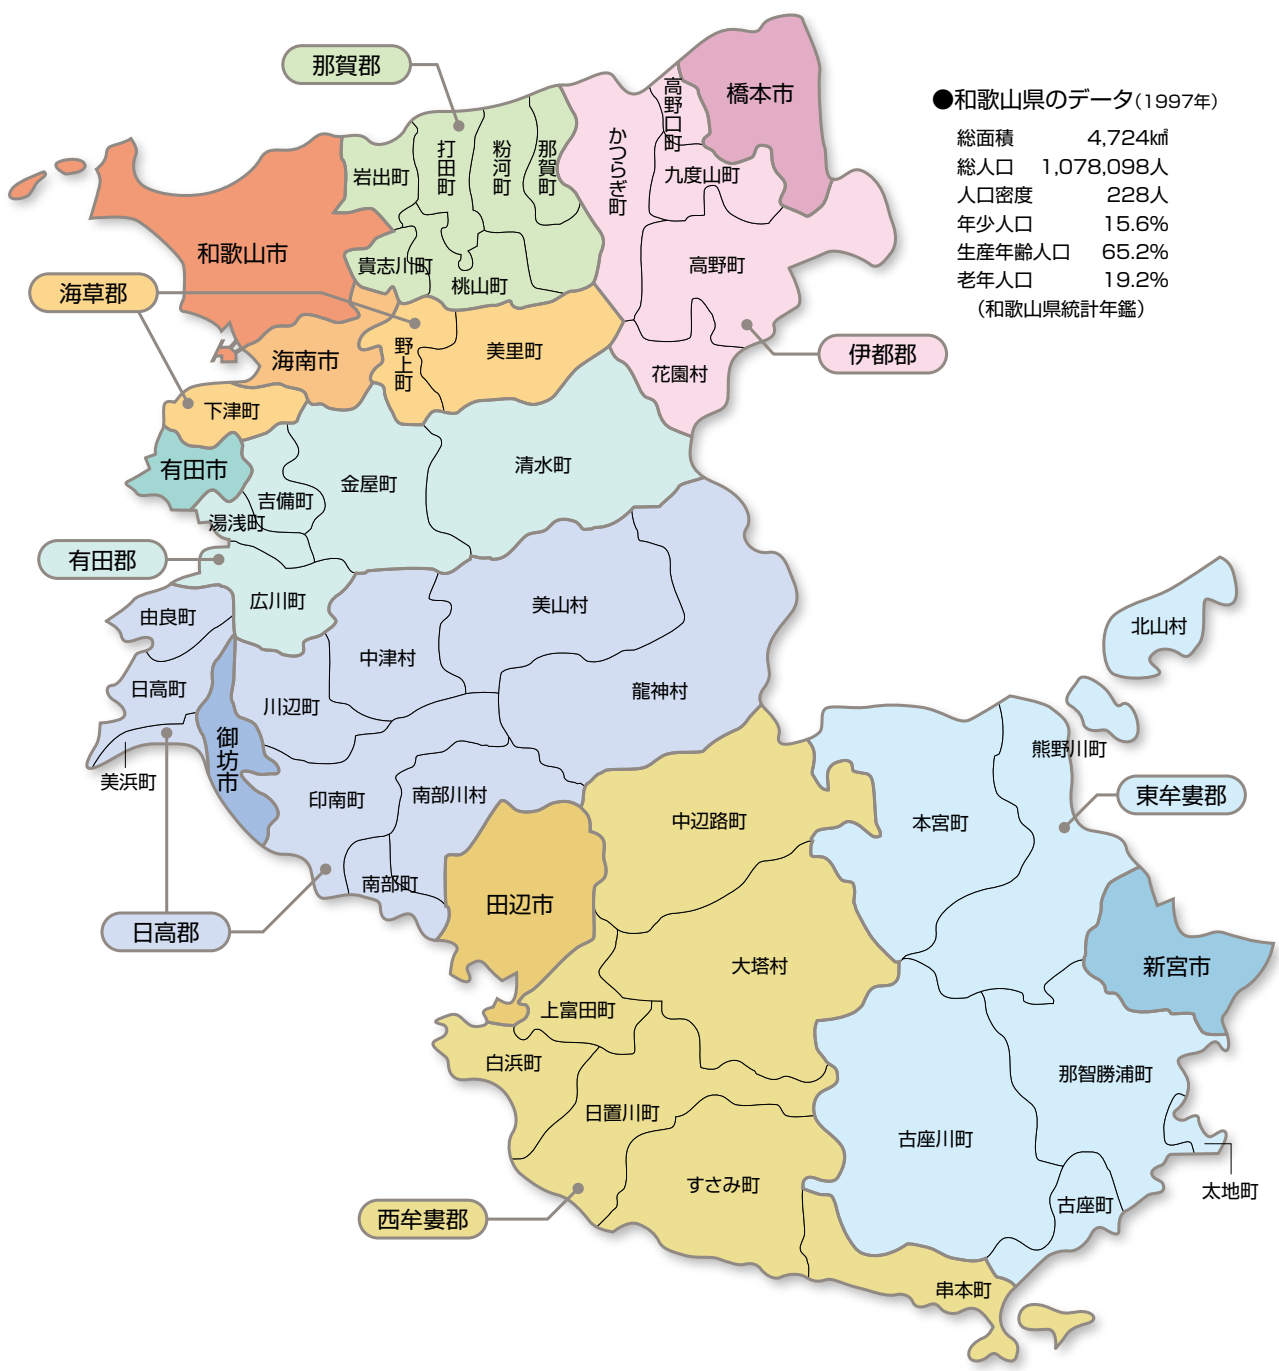 ●和歌山県のデータ(1997年)
総面積 4,724㎢
総人口 1,078,098人
人口密度 228人
年少人口 15.6%
生産年齢人口 65.2%
老年人口 19.2%
(和歌山県統計年鑑)
那賀郡
橋本市
高野口町
かつらぎ町
那賀町
粉河町
打田町
岩出町
九度山町
和歌山市
貴志川町
桃山町
高野町
海草郡
海南市
野上町
美里町
伊都郡
花園村
下津町
有田市
吉備町
金屋町
清水町
湯浅町
有田郡
広川町
由良町
美山村
中津村
北山村
日高町
川辺町
龍神村
御坊市
美浜町
熊野川町
印南町
南部川村
中辺路町
本宮町
東牟婁郡
南部町
田辺市
日高郡
大塔村
新宮市
上富田町
白浜町
那智勝浦町
日置川町
古座川町
すさみ町
太地町
古座町
西牟婁郡
串本町